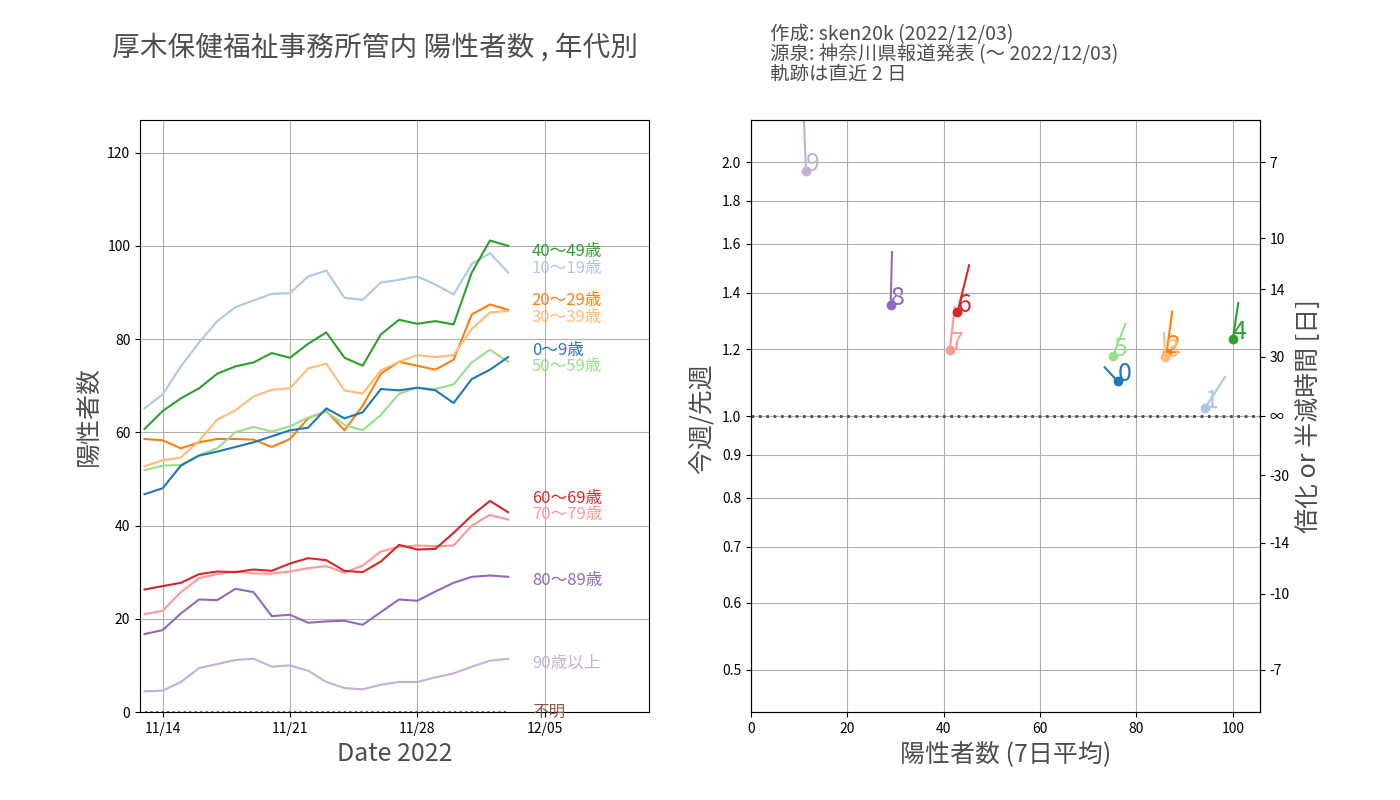 厚木保健福祉事務所管内 陽性者数 , 年代別
作成: sken20k (2022/12/03)
源泉: 神奈川県報道発表 (〜 2022/12/03)
軌跡は直近 2 日
陽性者数
120
100
80
60
40
20
0
11/14
11/21
11/28
12/05
Date 2022
40〜49歳
10〜19歳
20〜29歳
30〜39歳
0〜9歳
50〜59歳
60〜69歳
70〜79歳
80〜89歳
90歳以上
不明
今週/先週
2.0
1.8
1.6
1.4
1.2
1.0
0.9
0.8
0.7
0.6
0.5
9
8
6
7
5
2
3
4
0
1
0
20
40
60
80
100
陽性者数 (7日平均)
7
10
14
30
∞
-30
-14
-10
-7
倍化 or 半減時間 [日]